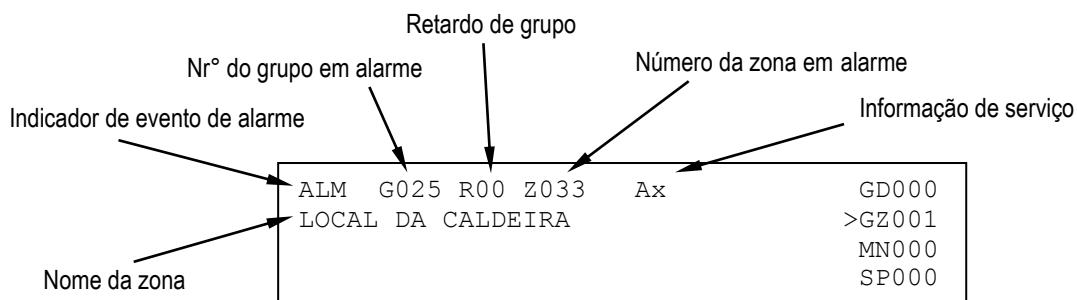 Retardo de grupo
Nr° do grupo em alarme
Número da zona em alarme
Indicador de evento de alarme
Informação de serviço
ALM G025 R00 Z033 Ax GD000
LOCAL DA CALDEIRA >GZ001
MN000
SP000
Nome da zona